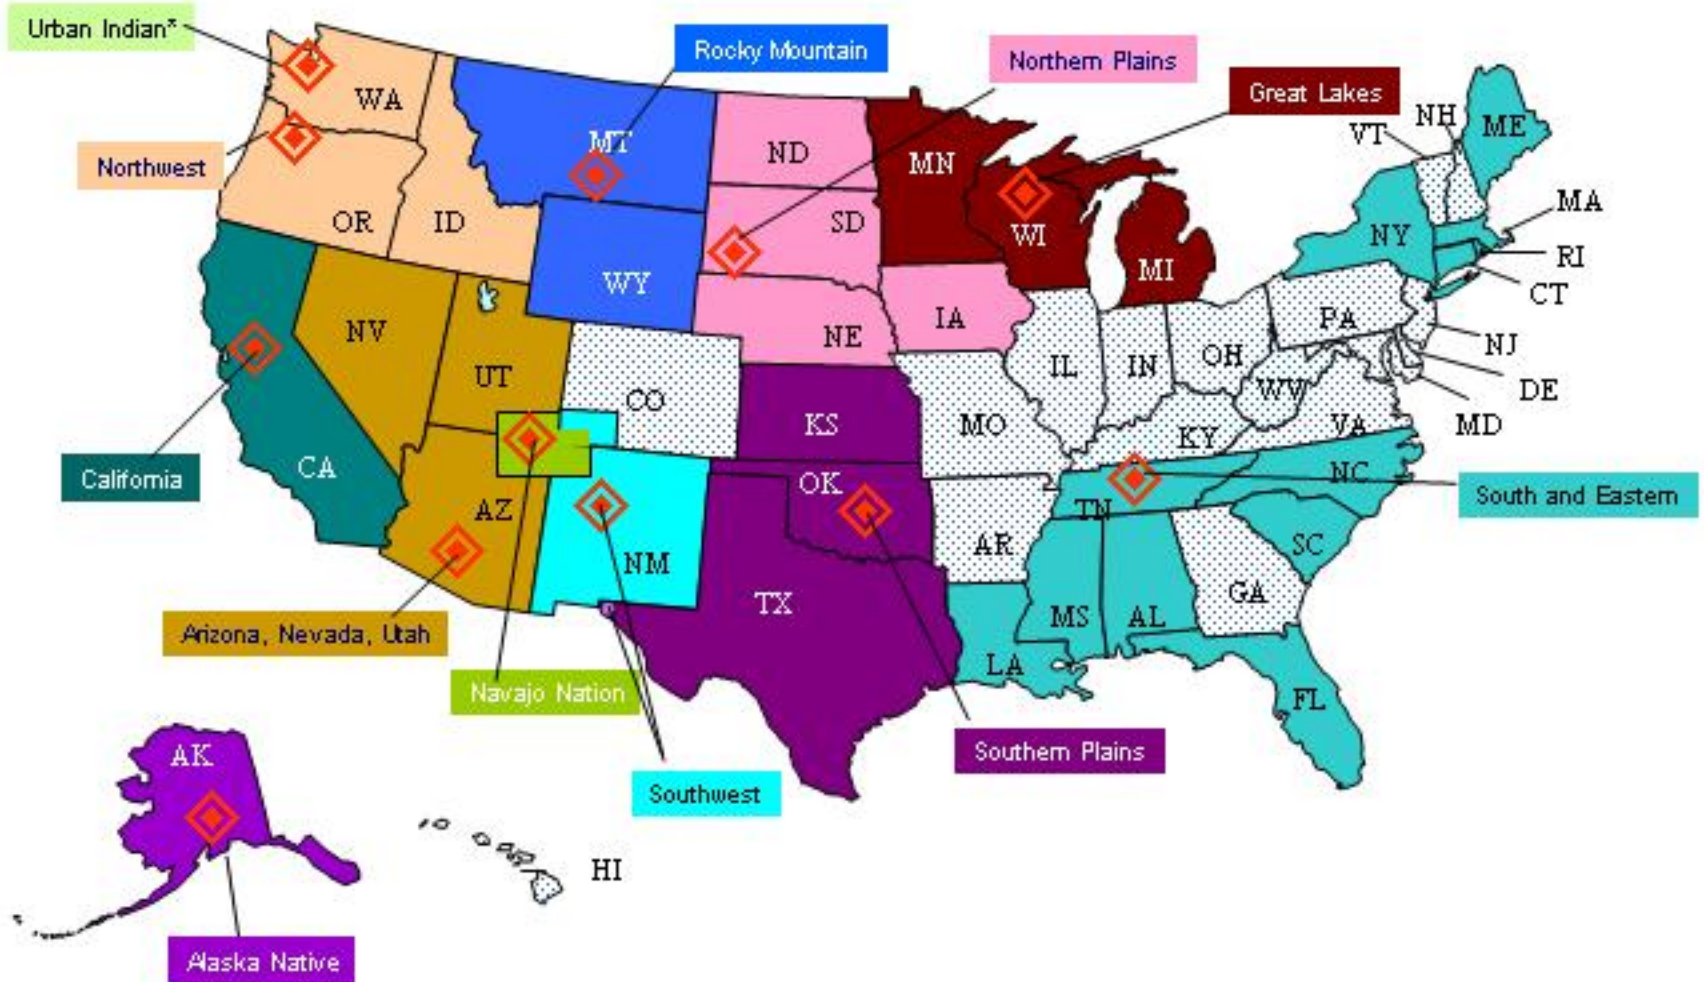 Urban Indian*
Rocky Mountain
Northern Plains
Great Lakes
Northwest
WA
MT
ND
MN
VT
NH
ME
OR
ID
SD
WI
MI
NY
MA
RI
CT
WY
NV
UT
NE
IA
IL
IN
OH
PA
NJ
DE
MD
WV
VA
CO
KS
MO
KY
California
CA
AZ
NM
OK
AR
TN
NC
SC
South and Eastern
Arizona, Nevada, Utah
Navajo Nation
TX
LA
MS
AL
GA
FL
Southern Plains
Southwest
AK
HI
Alaska Native